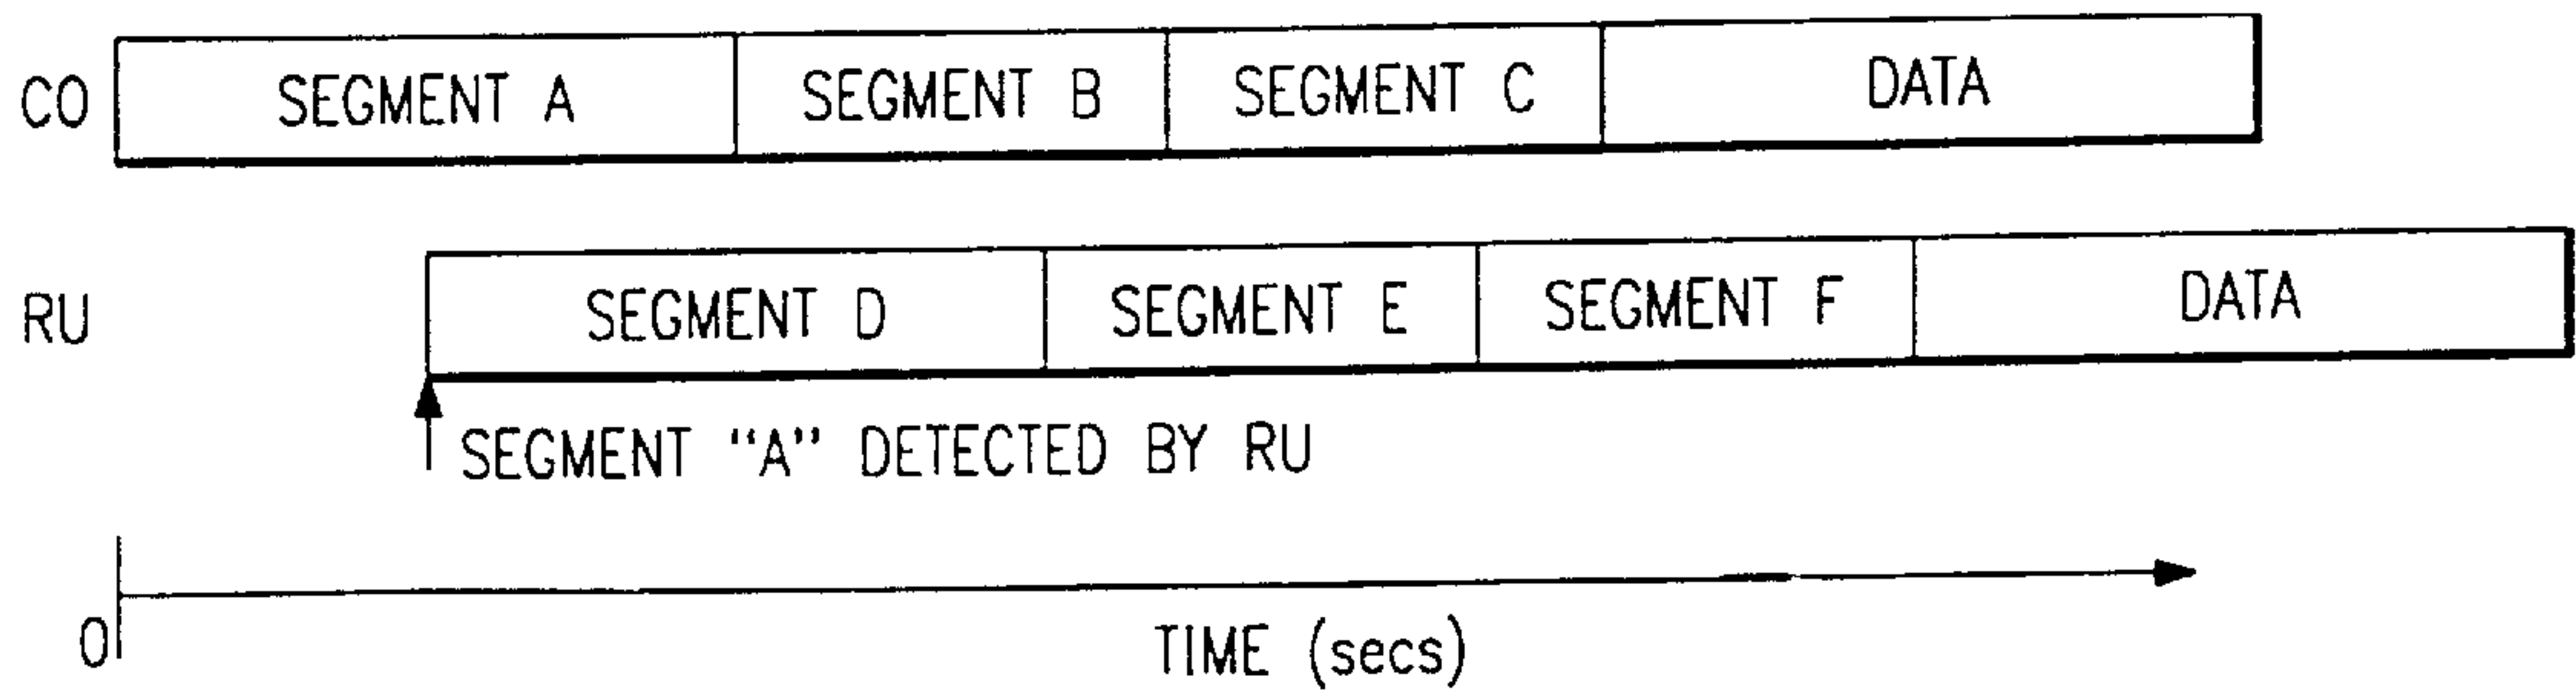 CO SEGMENT A SEGMENT B SEGMENT C DATA
RU SEGMENT D SEGMENT E SEGMENT F DATA
SEGMENT "A" DETECTED BY RU
0
TIME (secs)